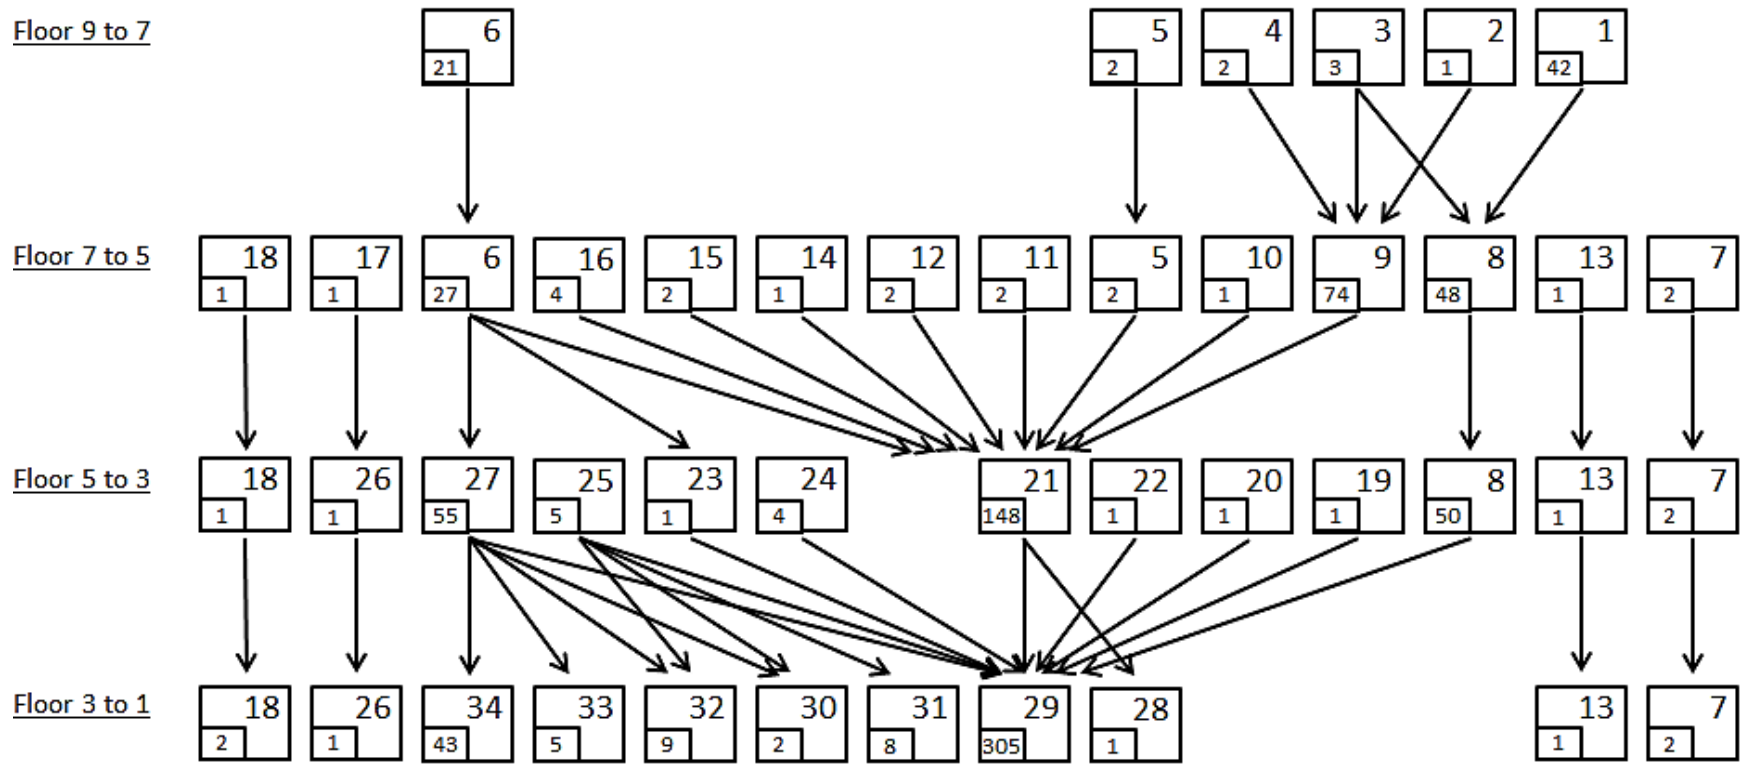 Floor 9 to 7
6 5 4 3 2 1
21 2 2 3 1 42
Floor 7 to 5
18 17 6 16 15 14 12 11 5 10 9 8 13 7
1 1 27 4 2 1 2 2 2 1 74 48 1 2
Floor 5 to 3
18 26 27 25 23 24 21 22 20 19 8 13 7
1 1 55 5 1 4 148 1 1 1 50 1 2
Floor 3 to 1
18 26 34 33 32 30 31 29 28 13 7
2 1 43 5 9 2 8 305 1 1 2